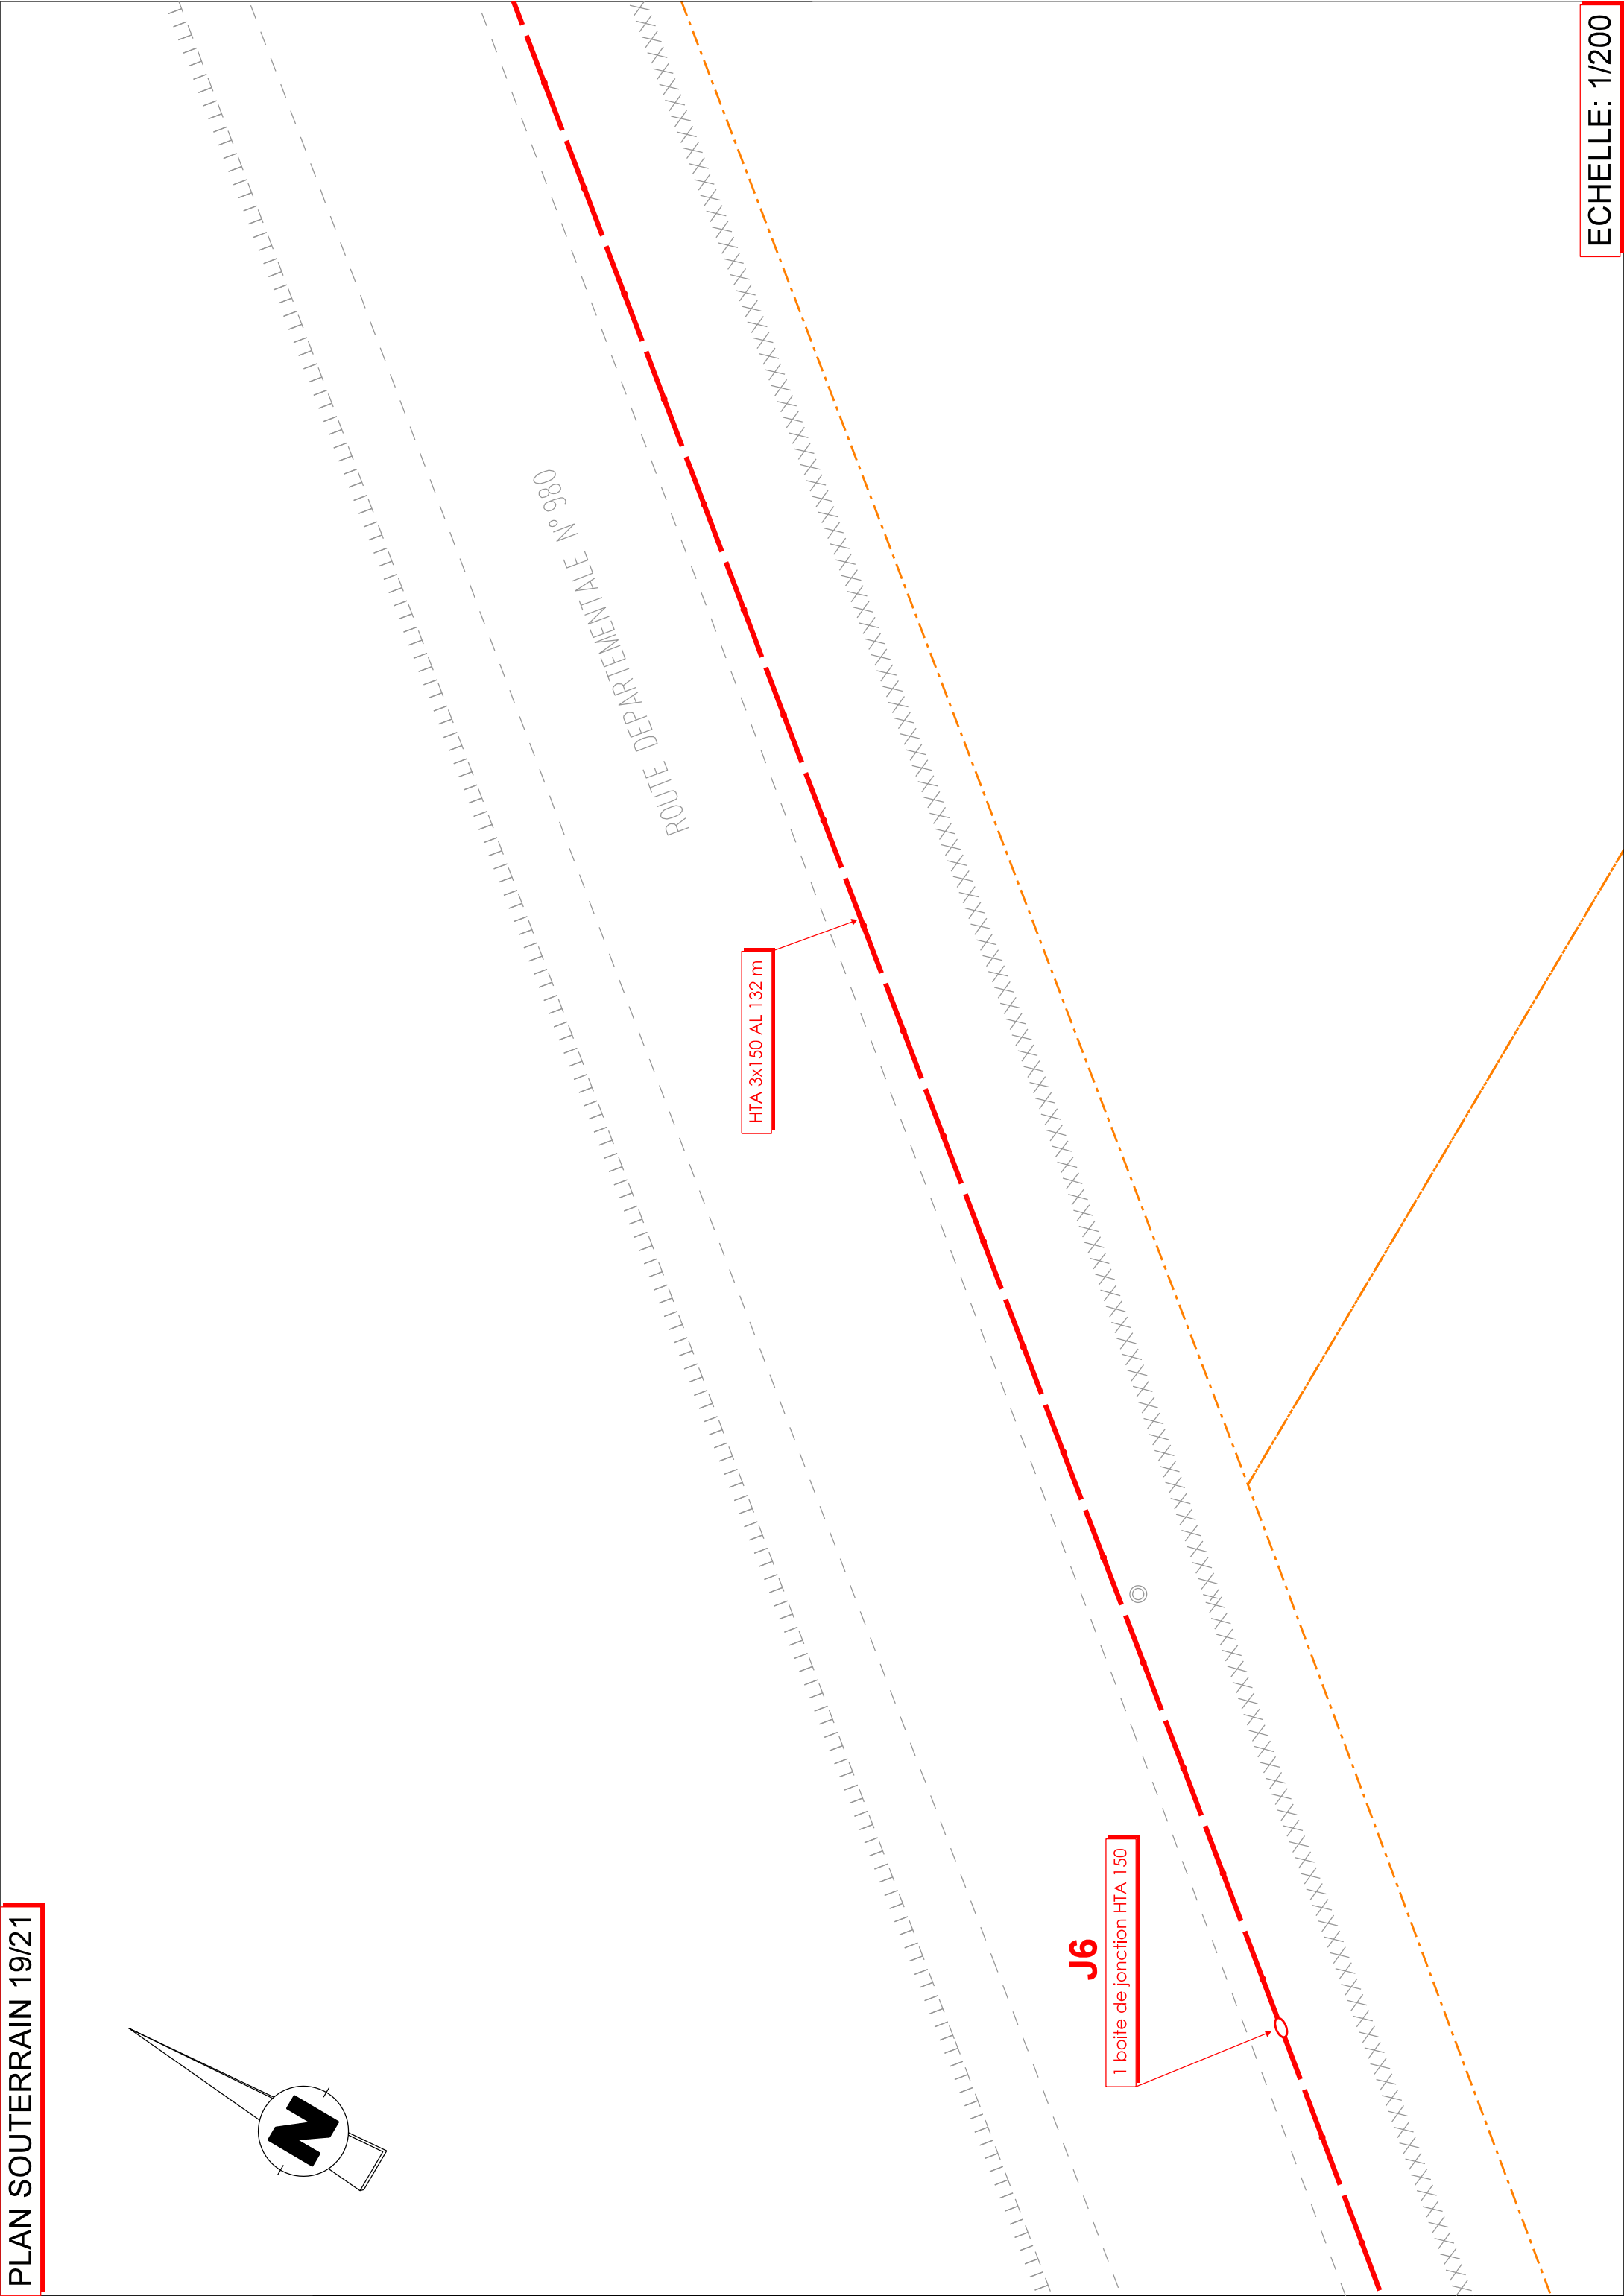 PLAN SOUTERRAIN 19/21
N
ROUTE DEPARTEMENTALE N°980
HTA 3x150 AL 132 m
J6
1 boite de jonction HTA 150
ECHELLE: 1/200